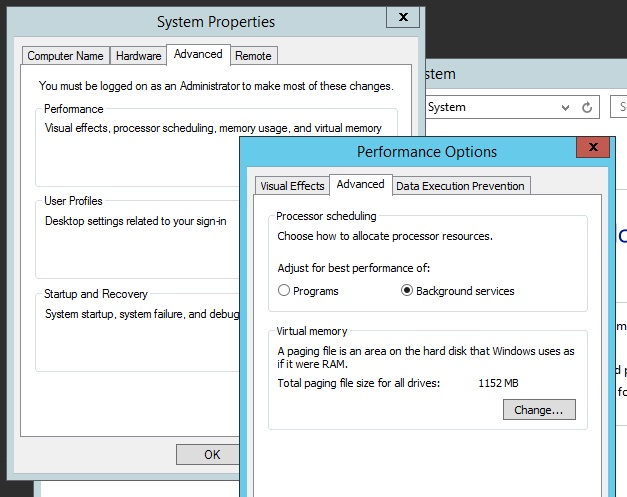 System Properties
x
Computer Name
Hardware
Advanced
Remote
You must be logged on as an Administrator to make most of these changes.
Performance
Visual effects, processor scheduling, memory usage, and virtual memory
User Profiles
Desktop settings related to your sign-in
Startup and Recovery
System startup, system failure, and debug
OK
stem
System
S
Performance Options
x
Visual Effects
Advanced
Data Execution Prevention
Processor scheduling
Choose how to allocate processor resources.
Adjust for best performance of:
Programs
Background services
Virtual memory
A paging file is an area on the hard disk that Windows uses as
if it were RAM.
Total paging file size for all drives: 1152 MB
Change...